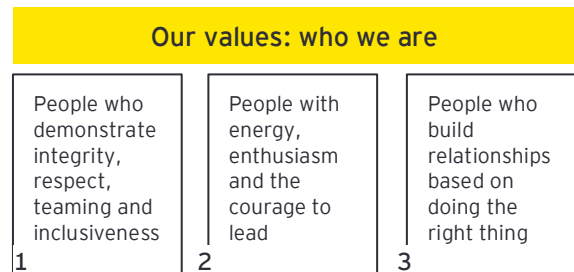 Our values: who we are
People who
demonstrate
integrity,
respect,
teaming and
inclusiveness
1
People with
energy,
enthusiasm
and the
courage to
lead
2
People who
build
relationships
based on
doing the
right thing
3